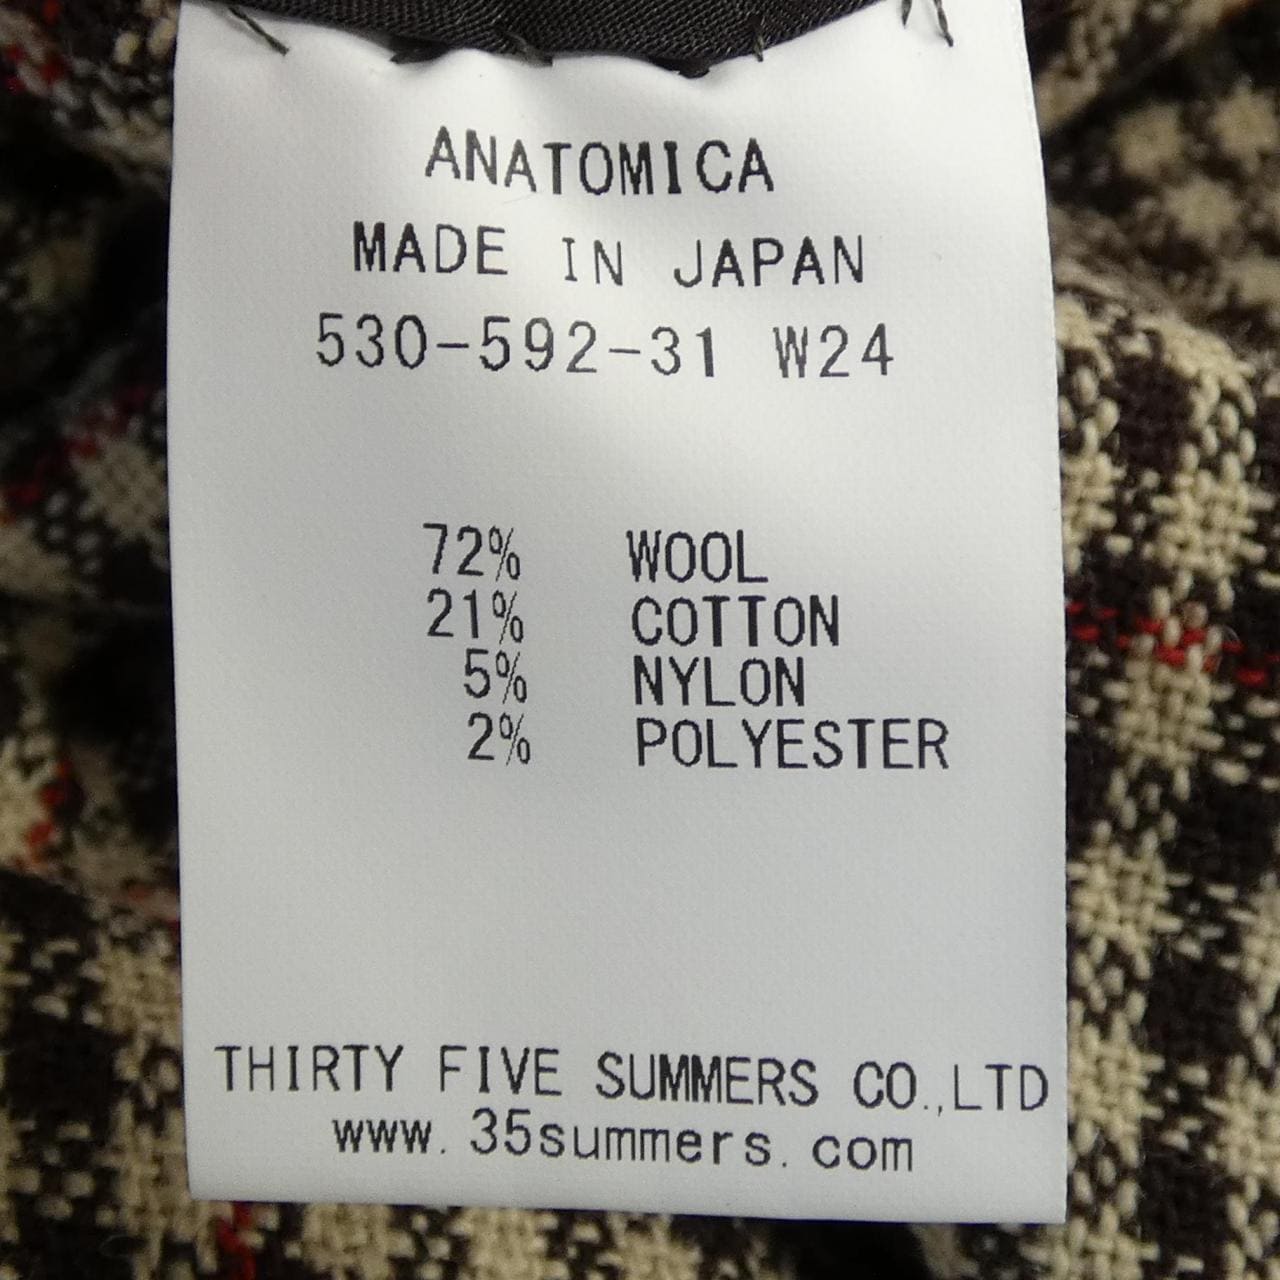 ANATOMICA
MADE IN JAPAN
530-592-31 W24
72% WOOL
21% COTTON
5% NYLON
2% POLYESTER
THIRTY FIVE SUMMERS CO.,LTD
www.35summers.com